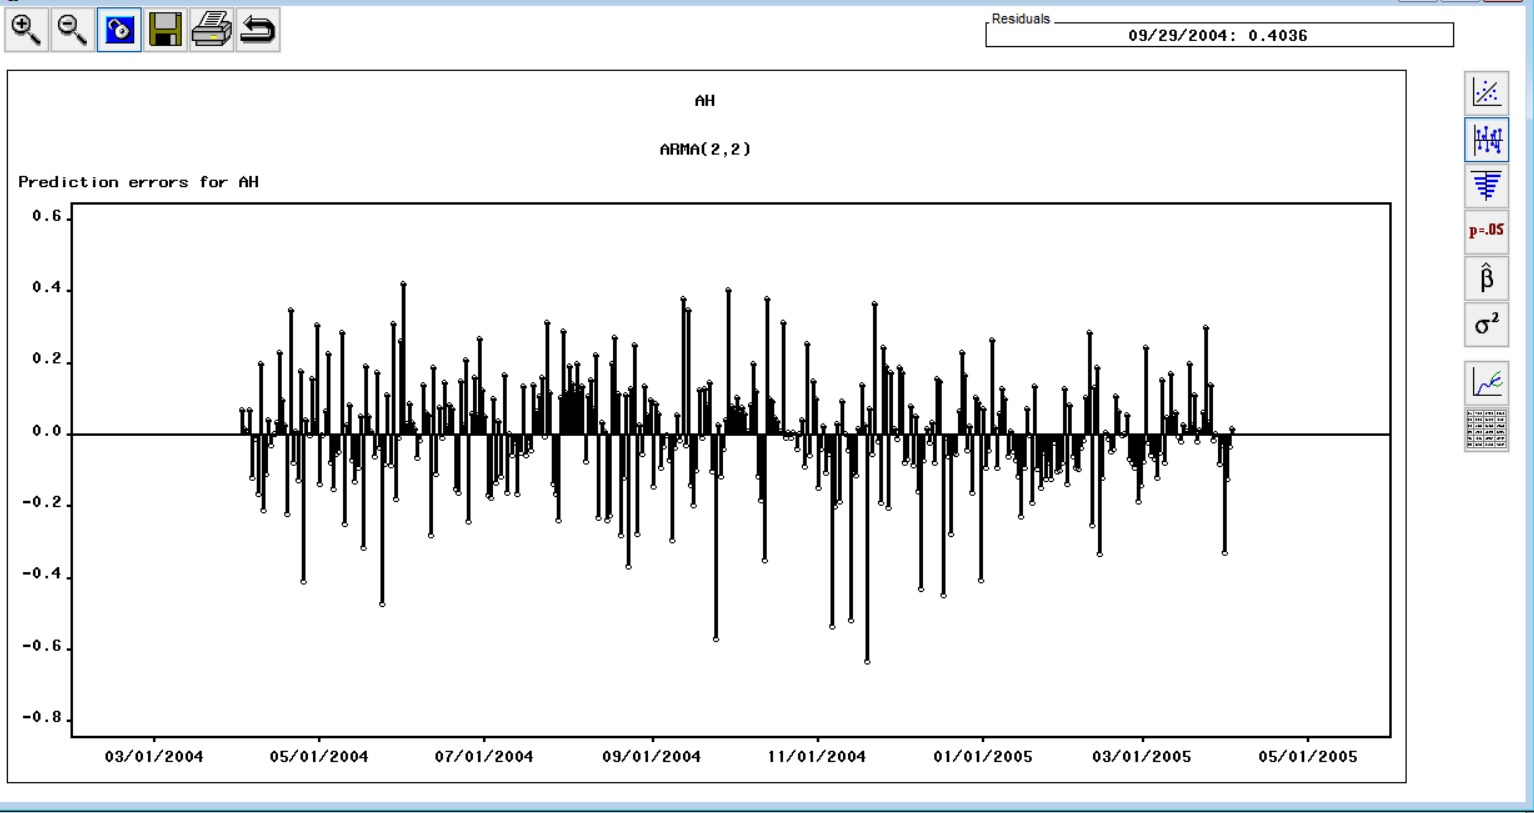 Residuals
09/29/2004: 0.4036
AH
ARMA(2,2)
Prediction errors for AH
0.6
0.4
0.2
0.0
-0.2
-0.4
-0.6
-0.8
03/01/2004 05/01/2004 07/01/2004 09/01/2004 11/01/2004 01/01/2005 03/01/2005 05/01/2005
p=.05
β̂
σ²